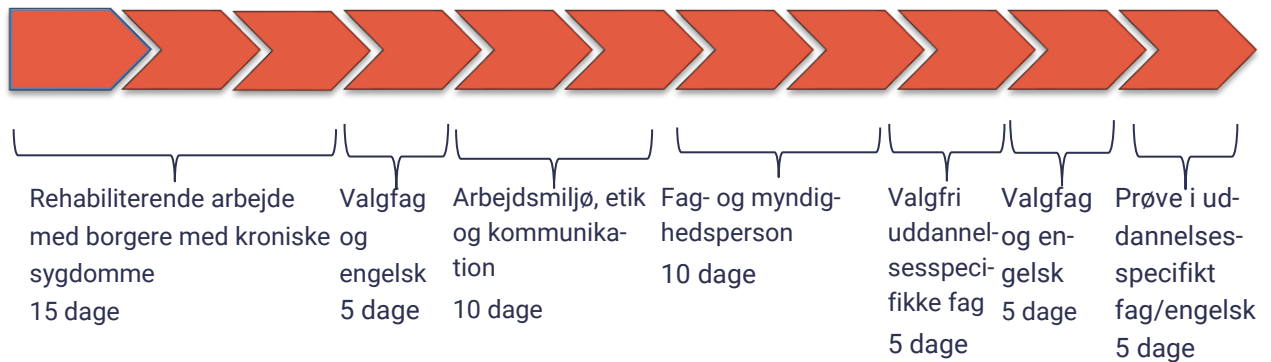 Rehabiliterende arbejde
med borgere med kroniske
sygdomme
15 dage
Valgfag
og
engelsk
5 dage
Arbejdsmiljø, etik
og kommunika-
tion
10 dage
Fag- og myndig-
hedsperson
10 dage
Valgfri
uddannel-
sesspeci-
fikke fag
5 dage
Valgfag
og en-
gelsk
5 dage
Prøve i ud-
dannelses-
specifikt
fag/engelsk
5 dage